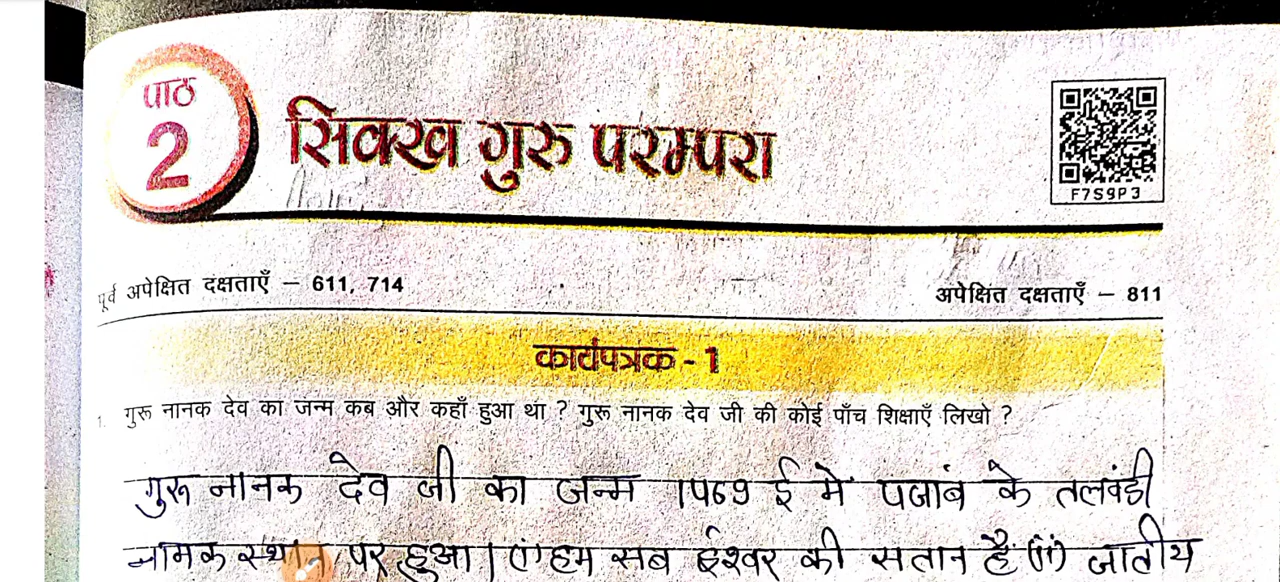 पाठ
2
सिक्ख गुरु परम्परा
F7S9P3
पूर्व अपेक्षित दक्षताएँ – 611, 714
अपेक्षित दक्षताएँ – 811
कार्यपत्रक - 1
1. गुरू नानक देव का जन्म कब और कहाँ हुआ था ? गुरू नानक देव जी की कोई पाँच शिक्षाएँ लिखो ?
गुरू नानक देव जी का जन्म 1469 ई में पजांब के तलवंडी
नामक स्थान पर हुआ। (i) हम सब ईश्वर की सतान हैं (ii) जातीय